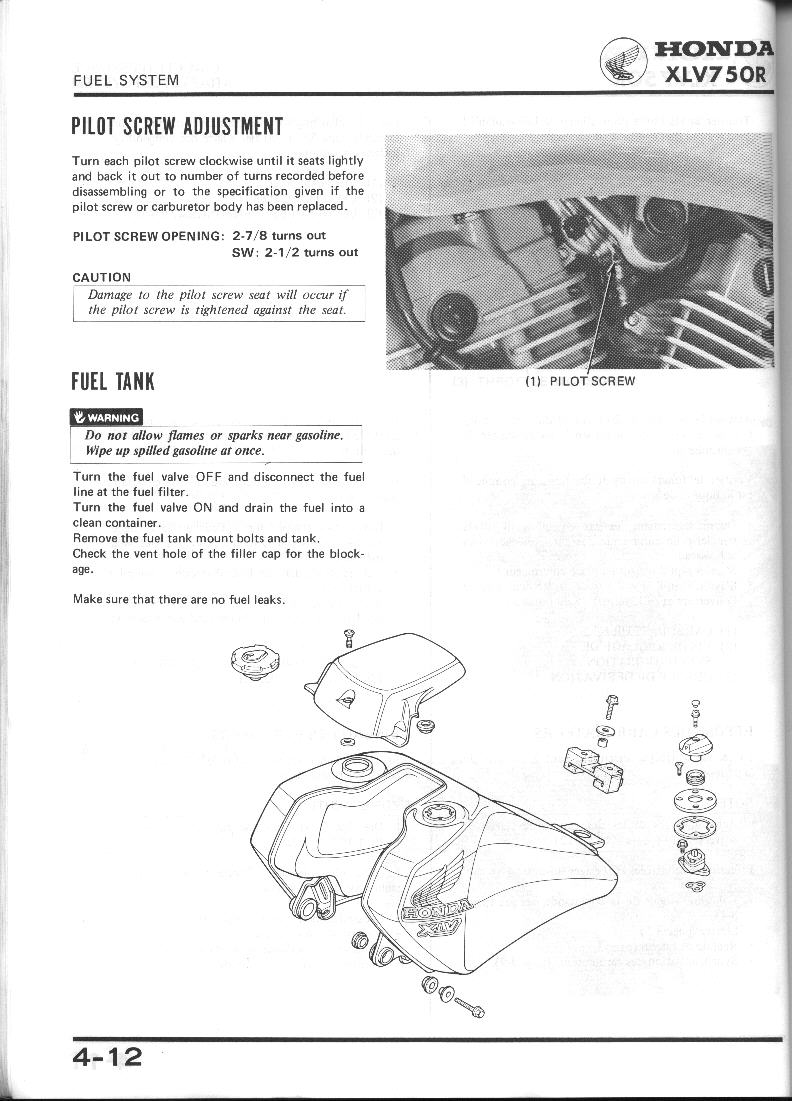 FUEL SYSTEM
HONDA
XLV750R
PILOT SCREW ADJUSTMENT
Turn each pilot screw clockwise until it seats lightly
and back it out to number of turns recorded before
disassembling or to the specification given if the
pilot screw or carburetor body has been replaced.
PILOT SCREW OPENING: 2-7/8 turns out
SW: 2-1/2 turns out
CAUTION
Damage to the pilot screw seat will occur if
the pilot screw is tightened against the seat.
(1) PILOT SCREW
FUEL TANK
WARNING
Do not allow flames or sparks near gasoline.
Wipe up spilled gasoline at once.
Turn the fuel valve OFF and disconnect the fuel
line at the fuel filter.
Turn the fuel valve ON and drain the fuel into a
clean container.
Remove the fuel tank mount bolts and tank.
Check the vent hole of the filler cap for the block-
age.
Make sure that there are no fuel leaks.
HONDA
XLV
4-12